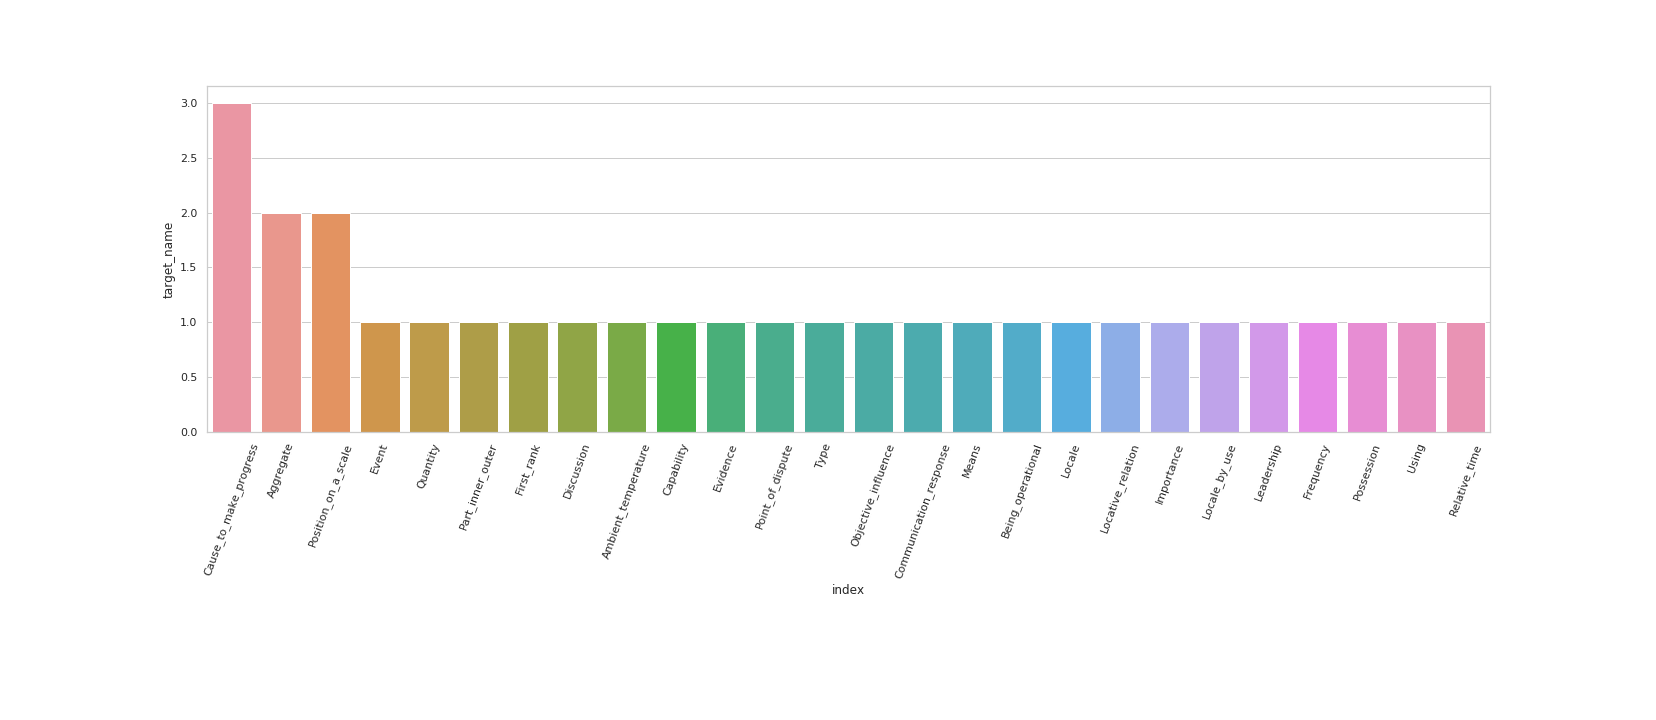 3.0
2.5
2.0
1.5
1.0
0.5
0.0
target_name
Cause_to_make_progress
Aggregate
Position_on_a_scale
Event
Quantity
Part_inner_outer
First_rank
Discussion
Ambient_temperature
Capability
Evidence
Point_of_dispute
Type
Objective_influence
Communication_response
Means
Being_operational
Locale
Locative_relation
Importance
Locale_by_use
Leadership
Frequency
Possession
Using
Relative_time
index